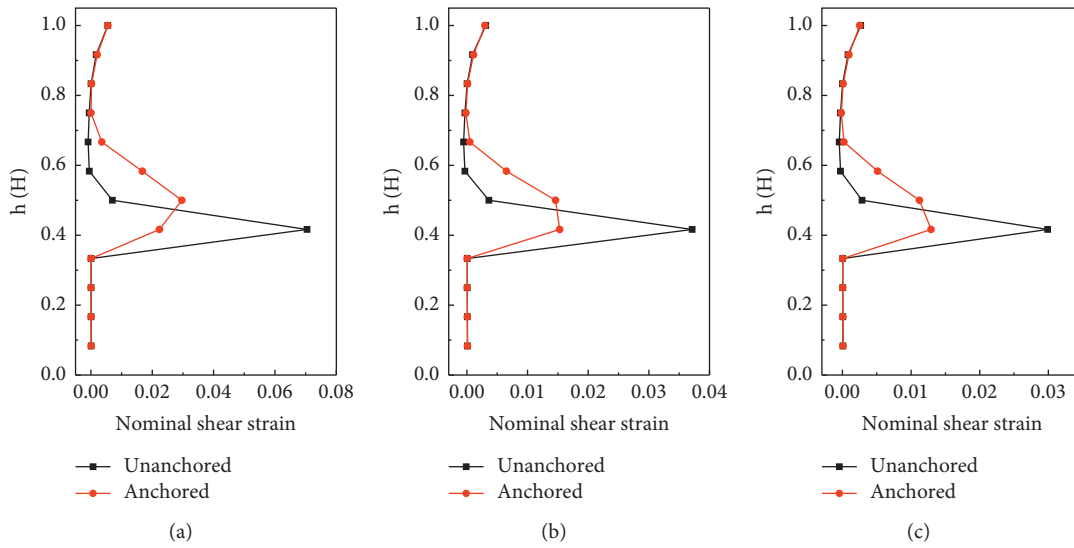 1.0
0.8
0.6
0.4
0.2
0.0
h (H)
0.00 0.02 0.04 0.06 0.08
Nominal shear strain
Unanchored
Anchored
(a)
1.0
0.8
0.6
0.4
0.2
0.0
h (H)
0.00 0.01 0.02 0.03 0.04
Nominal shear strain
Unanchored
Anchored
(b)
1.0
0.8
0.6
0.4
0.2
0.0
h (H)
0.00 0.01 0.02 0.03
Nominal shear strain
Unanchored
Anchored
(c)